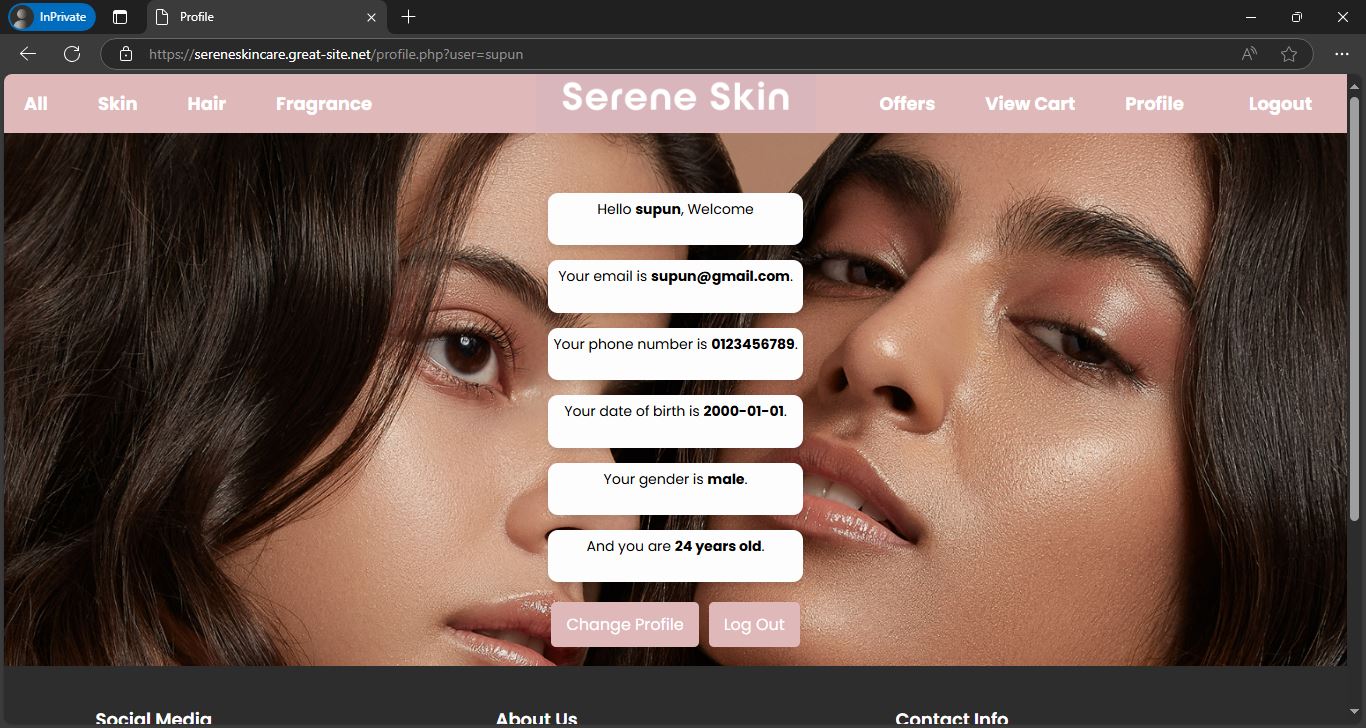 InPrivate
Profile
https://sereneskincare.great-site.net/profile.php?user=supun
All Skin Hair Fragrance Serene Skin Offers View Cart Profile Logout
Hello supun, Welcome
Your email is supun@gmail.com.
Your phone number is 0123456789.
Your date of birth is 2000-01-01.
Your gender is male.
And you are 24 years old.
Change Profile Log Out
Social Media About Us Contact Info